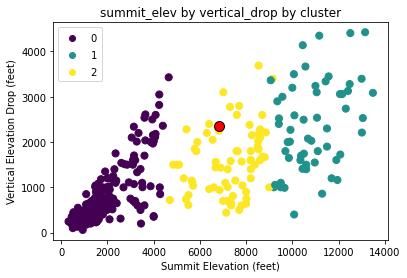 summit_elev by vertical_drop by cluster
0
1
2
Vertical Elevation Drop (feet)
4000
3000
2000
1000
0
0 2000 4000 6000 8000 10000 12000 14000
Summit Elevation (feet)